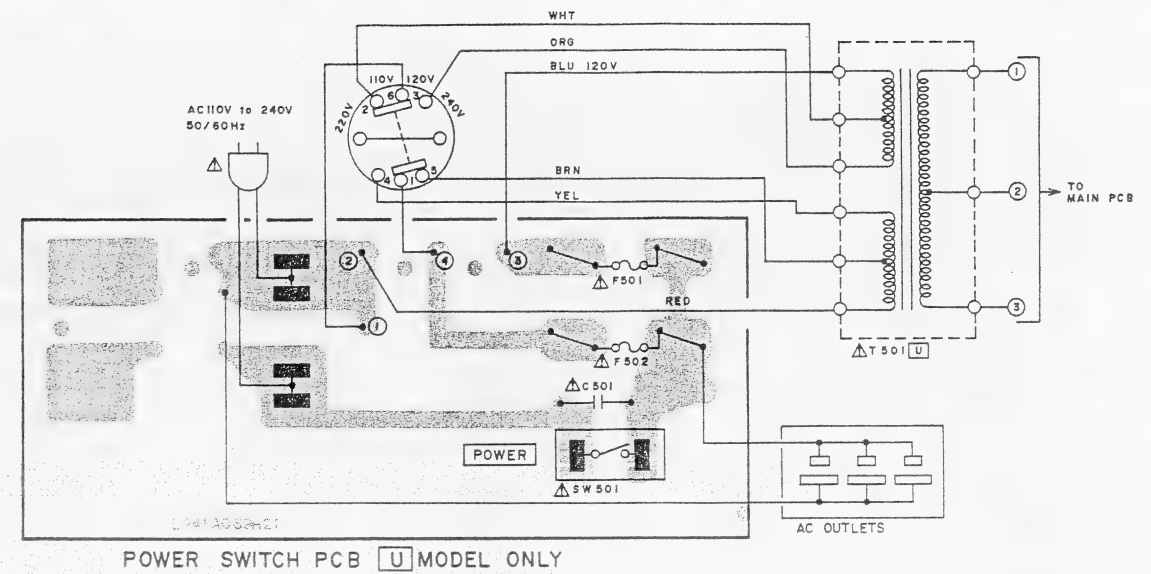 WHT
ORG
BLU 120V
110V 120V
220V
240V
2 6 3
4 1 5
AC110V to 240V
50/60Hz
BRN
YEL
1
2
3
TO
MAIN PCB
2
4
3
1
F501
RED
F502
T501 U
C501
POWER
SW501
AC OUTLETS
POWER SWITCH PCB U MODEL ONLY